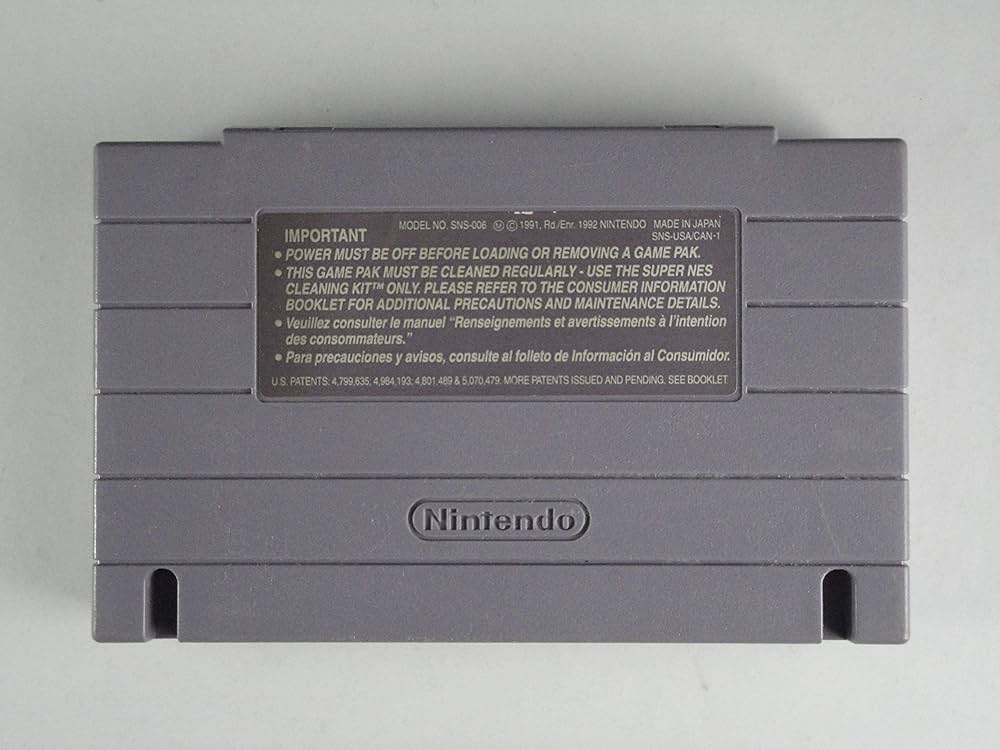 MODEL NO. SNS-006 Ⓜ © 1991, Rd./Enr. 1992 NINTENDO MADE IN JAPAN
IMPORTANT SNS-USA/CAN-1
• POWER MUST BE OFF BEFORE LOADING OR REMOVING A GAME PAK.
• THIS GAME PAK MUST BE CLEANED REGULARLY - USE THE SUPER NES
CLEANING KIT™ ONLY. PLEASE REFER TO THE CONSUMER INFORMATION
BOOKLET FOR ADDITIONAL PRECAUTIONS AND MAINTENANCE DETAILS.
• Veuillez consulter le manuel “Renseignements et avertissements à l'intention
des consommateurs.”
• Para precauciones y avisos, consulte al folleto de Información al Consumidor.
U.S. PATENTS: 4,799,635; 4,984,193; 4,801,489 & 5,070,479. MORE PATENTS ISSUED AND PENDING. SEE BOOKLET
Nintendo